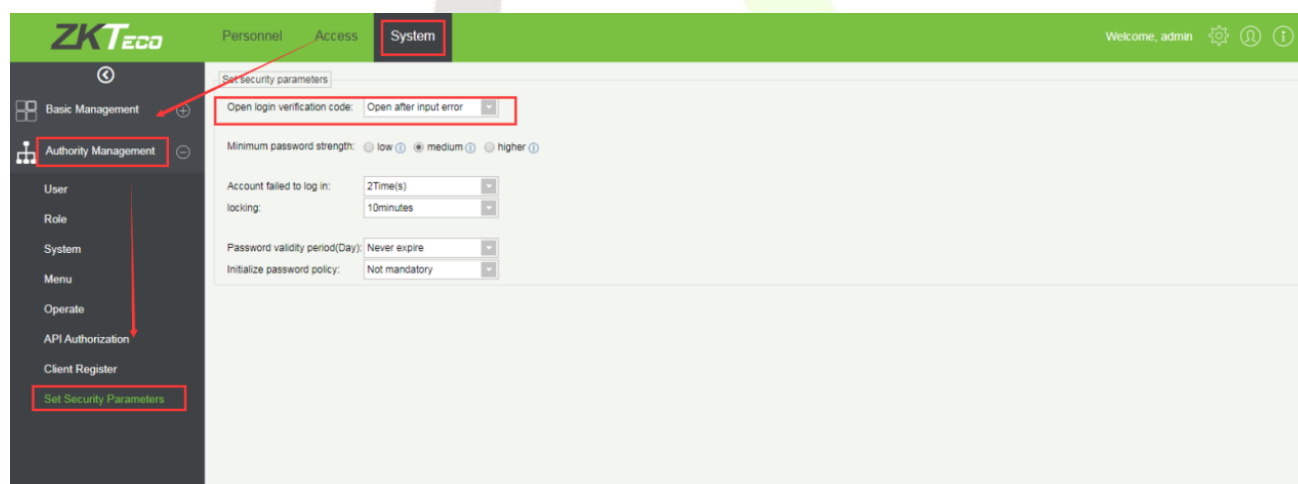 ZKTeco
Personnel Access System
Welcome, admin
Set security parameters
Basic Management
Open login verification code: Open after input error
Authority Management
Minimum password strength: low medium higher
User
Account failed to log in: 2Time(s)
locking: 10minutes
Role
System
Password validity period(Day): Never expire
Initialize password policy: Not mandatory
Menu
Operate
API Authorization
Client Register
Set Security Parameters